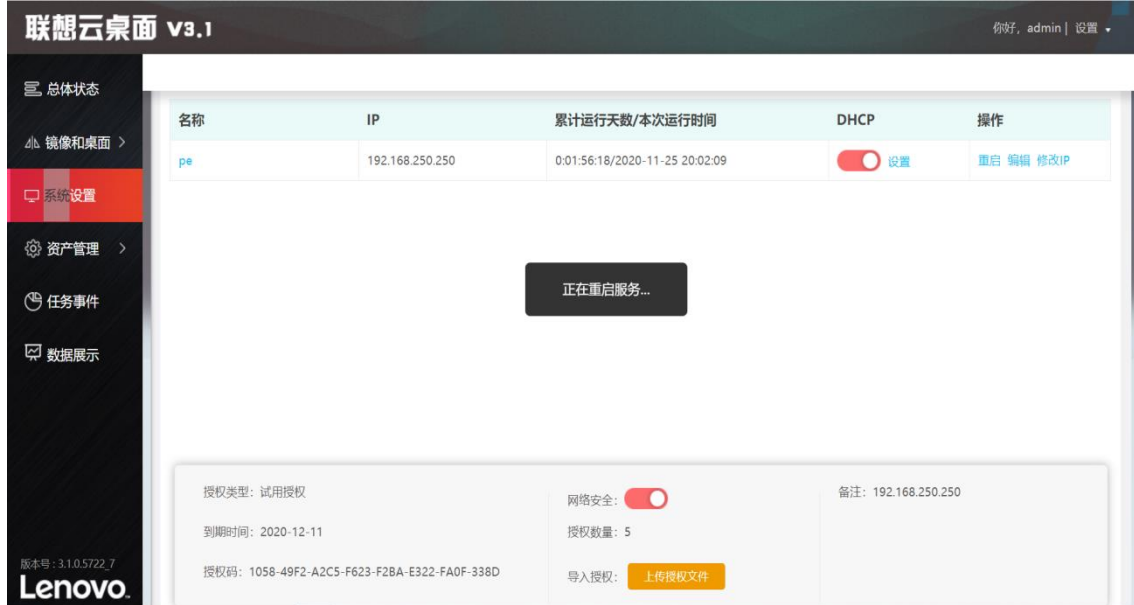 联想云桌面 V3.1
你好，admin | 设置
总体状态
镜像和桌面
系统设置
资产管理
任务事件
数据展示
版本号：3.1.0.5722_7
Lenovo.
名称 IP 累计运行天数/本次运行时间 DHCP 操作
pe 192.168.250.250 0:01:56:18/2020-11-25 20:02:09 设置 重启 编辑 修改IP
正在重启服务...
授权类型：试用授权
到期时间：2020-12-11
授权码：1058-49F2-A2C5-F623-F2BA-E322-FA0F-338D
网络安全：
授权数量：5
导入授权： 上传授权文件
备注：192.168.250.250